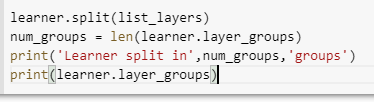 learner.split(list_layers)
num_groups = len(learner.layer_groups)
print('Learner split in',num_groups,'groups')
print(learner.layer_groups)